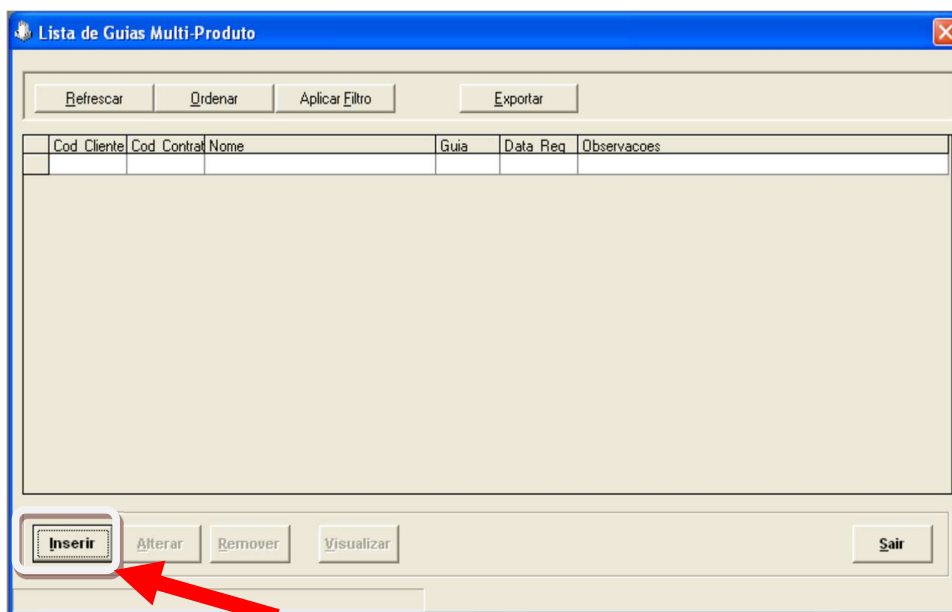 Lista de Guias Multi-Produto
Refrescar Ordenar Aplicar Filtro Exportar
Cod Cliente Cod Contrat Nome Guia Data Req Observacoes
Inserir Alterar Remover Visualizar Sair